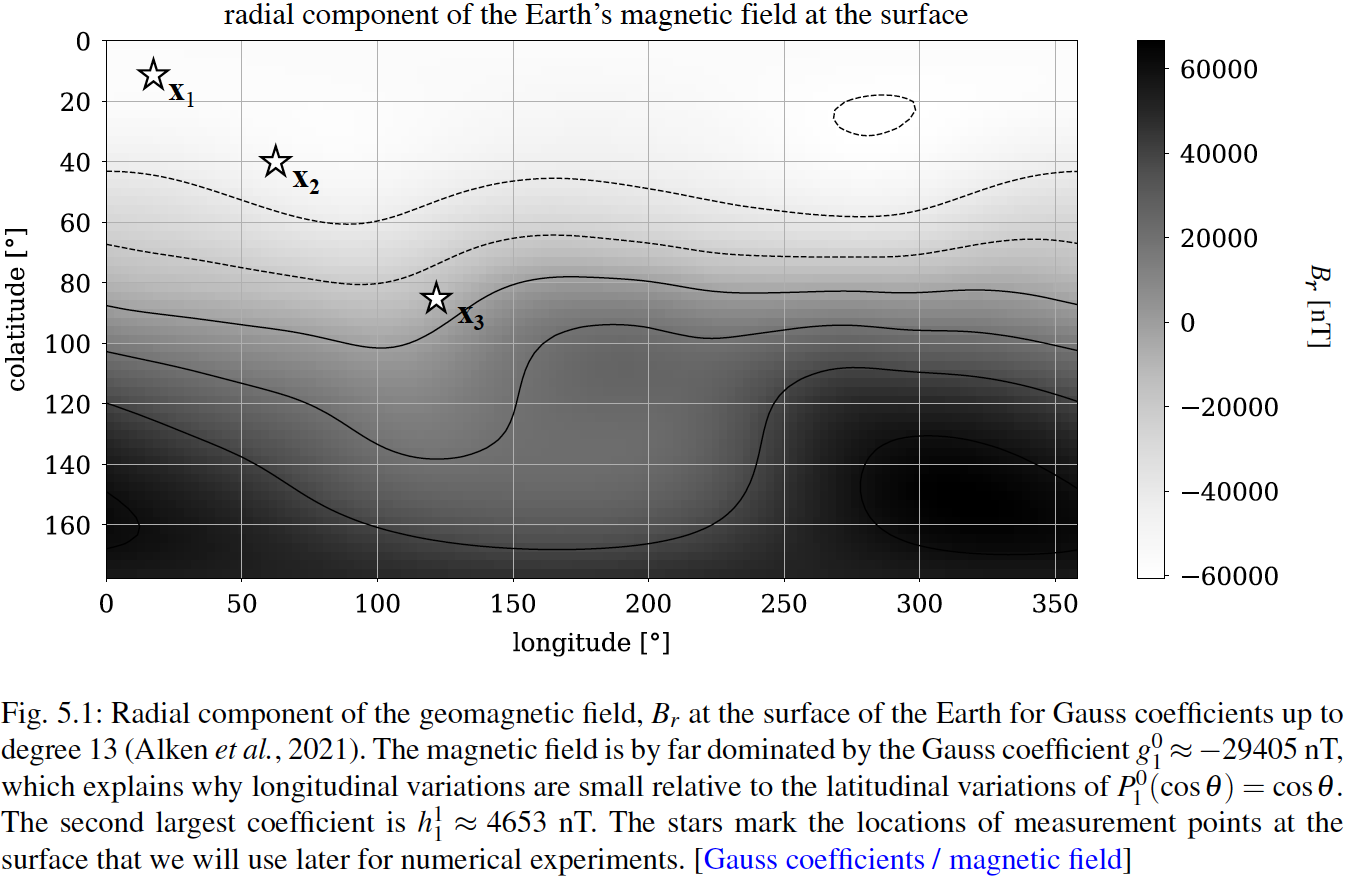 radial component of the Earth’s magnetic field at the surface
0
20
40
60
80
100
120
140
160
colatitude [°]
x1
x2
x3
0
50
100
150
200
250
300
350
longitude [°]
60000
40000
20000
0
−20000
−40000
−60000
Br [nT]
Fig. 5.1: Radial component of the geomagnetic field, Br at the surface of the Earth for Gauss coefficients up to
degree 13 (Alken et al., 2021). The magnetic field is by far dominated by the Gauss coefficient g₁⁰ ≈ −29405 nT,
which explains why longitudinal variations are small relative to the latitudinal variations of P₁⁰(cos θ) = cos θ.
The second largest coefficient is h₁¹ ≈ 4653 nT. The stars mark the locations of measurement points at the
surface that we will use later for numerical experiments. [Gauss coefficients / magnetic field]